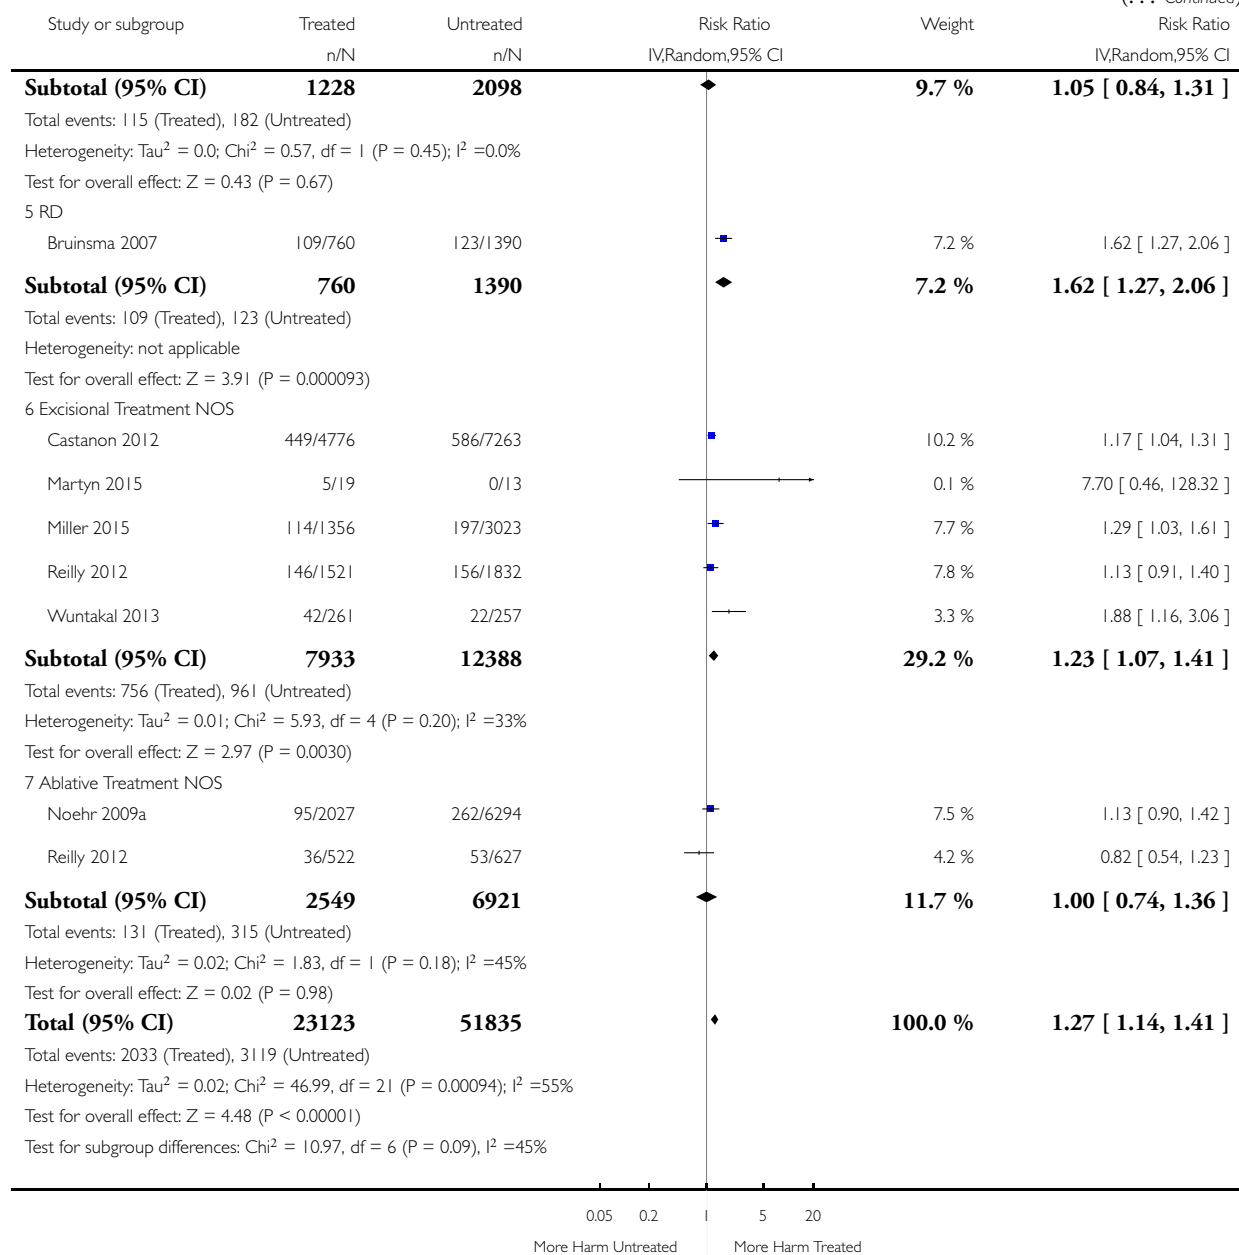 Continued)
Study or subgroup Treated Untreated Risk Ratio Weight Risk Ratio
n/N n/N IV,Random,95% CI IV,Random,95% CI
Subtotal (95% CI) 1228 2098 9.7 % 1.05 [ 0.84, 1.31 ]
Total events: 115 (Treated), 182 (Untreated)
Heterogeneity: Tau² = 0.0; Chi² = 0.57, df = 1 (P = 0.45); I² =0.0%
Test for overall effect: Z = 0.43 (P = 0.67)
5 RD
Bruinsma 2007 109/760 123/1390 7.2 % 1.62 [ 1.27, 2.06 ]
Subtotal (95% CI) 760 1390 7.2 % 1.62 [ 1.27, 2.06 ]
Total events: 109 (Treated), 123 (Untreated)
Heterogeneity: not applicable
Test for overall effect: Z = 3.91 (P = 0.000093)
6 Excisional Treatment NOS
Castanon 2012 449/4776 586/7263 10.2 % 1.17 [ 1.04, 1.31 ]
Martyn 2015 5/19 0/13 0.1 % 7.70 [ 0.46, 128.32 ]
Miller 2015 114/1356 197/3023 7.7 % 1.29 [ 1.03, 1.61 ]
Reilly 2012 146/1521 156/1832 7.8 % 1.13 [ 0.91, 1.40 ]
Wuntakal 2013 42/261 22/257 3.3 % 1.88 [ 1.16, 3.06 ]
Subtotal (95% CI) 7933 12388 29.2 % 1.23 [ 1.07, 1.41 ]
Total events: 756 (Treated), 961 (Untreated)
Heterogeneity: Tau² = 0.01; Chi² = 5.93, df = 4 (P = 0.20); I² =33%
Test for overall effect: Z = 2.97 (P = 0.0030)
7 Ablative Treatment NOS
Noehr 2009a 95/2027 262/6294 7.5 % 1.13 [ 0.90, 1.42 ]
Reilly 2012 36/522 53/627 4.2 % 0.82 [ 0.54, 1.23 ]
Subtotal (95% CI) 2549 6921 11.7 % 1.00 [ 0.74, 1.36 ]
Total events: 131 (Treated), 315 (Untreated)
Heterogeneity: Tau² = 0.02; Chi² = 1.83, df = 1 (P = 0.18); I² =45%
Test for overall effect: Z = 0.02 (P = 0.98)
Total (95% CI) 23123 51835 100.0 % 1.27 [ 1.14, 1.41 ]
Total events: 2033 (Treated), 3119 (Untreated)
Heterogeneity: Tau² = 0.02; Chi² = 46.99, df = 21 (P = 0.00094); I² =55%
Test for overall effect: Z = 4.48 (P < 0.00001)
Test for subgroup differences: Chi² = 10.97, df = 6 (P = 0.09), I² =45%
0.05 0.2 1 5 20
More Harm Untreated More Harm Treated